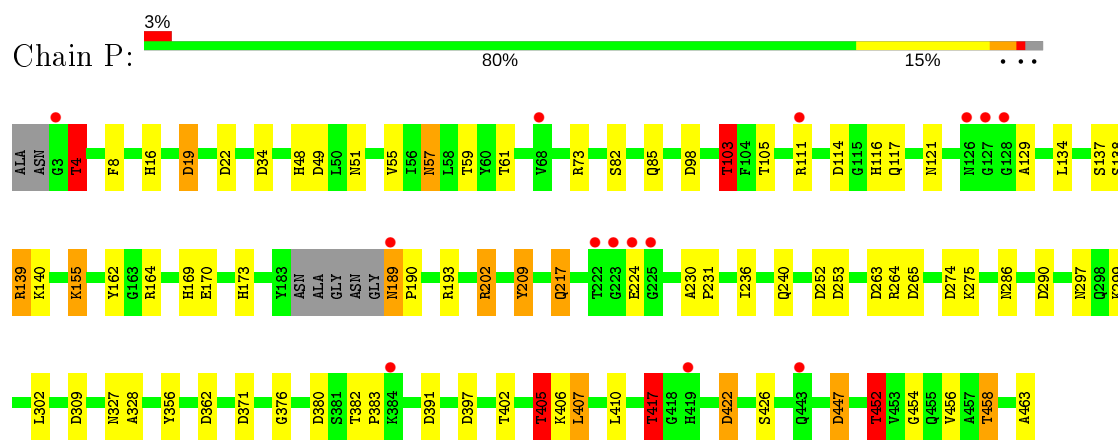 3%
Chain P:
80% 15% • • •
ALA ASN G3 T4 F8 H16 D19 D22 D34 H48 D49 L50 N51 V55 I56 N57 L58 T59 Y60 T61 V68 R73 S82 Q85 D98 T103 F104 T105 R111 D114 G115 H116 Q117 N121 N126 G127 G128 A129 L134 S137 S138
R139 K140 K155 Y162 G163 R164 H169 E170 H173 Y183 ASN ALA GLY ASN GLY N189 P190 R193 R202 Y209 Q217 T222 G223 E224 G225 A230 P231 I236 Q240 D252 D253 D263 R264 D265 D274 K275 N286 D290 N297 Q298 K299
L302 D309 N327 A328 Y356 D362 D371 G376 D380 S381 T382 P383 K384 D391 D397 T402 T405 K406 L407 L410 T417 G418 H419 D422 S426 Q443 D447 T452 V453 G454 Q455 V456 A457 T458 A463